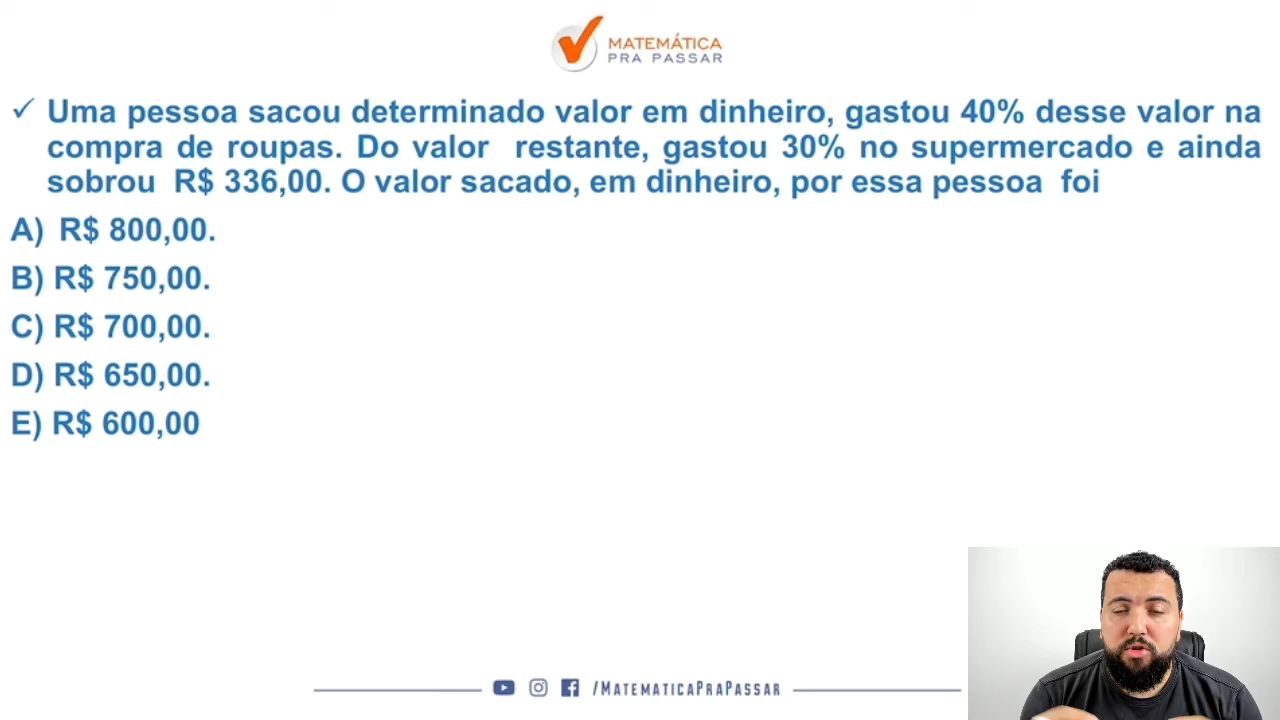 MATEMÁTICA
PRA PASSAR
✓ Uma pessoa sacou determinado valor em dinheiro, gastou 40% desse valor na
compra de roupas. Do valor restante, gastou 30% no supermercado e ainda
sobrou R$ 336,00. O valor sacado, em dinheiro, por essa pessoa foi
A) R$ 800,00.
B) R$ 750,00.
C) R$ 700,00.
D) R$ 650,00.
E) R$ 600,00
/MATEMATICAPRAPASSAR